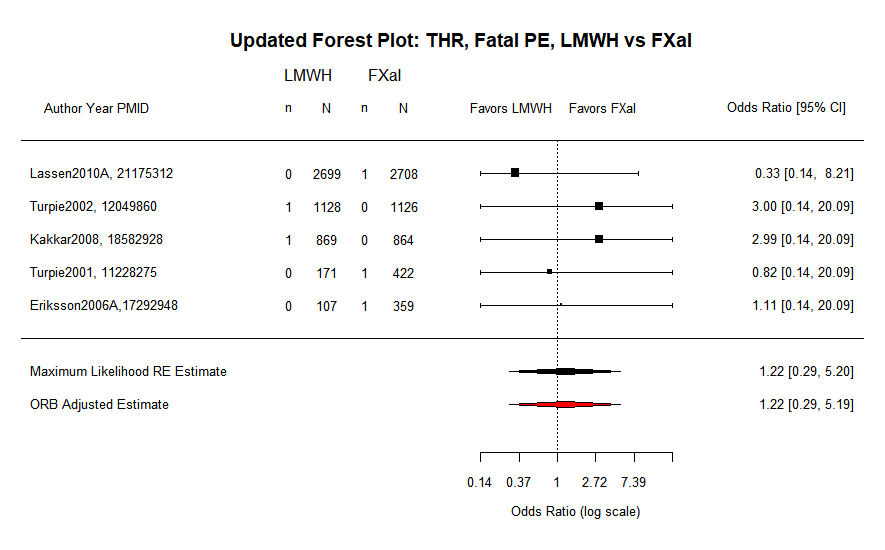 Updated Forest Plot: THR, Fatal PE, LMWH vs FXaI
LMWH FXaI
Author Year PMID n N n N Favors LMWH Favors FXaI Odds Ratio [95% CI]
Lassen2010A, 21175312 0 2699 1 2708 0.33 [0.14, 8.21]
Turpie2002, 12049860 1 1128 0 1126 3.00 [0.14, 20.09]
Kakkar2008, 18582928 1 869 0 864 2.99 [0.14, 20.09]
Turpie2001, 11228275 0 171 1 422 0.82 [0.14, 20.09]
Eriksson2006A,17292948 0 107 1 359 1.11 [0.14, 20.09]
Maximum Likelihood RE Estimate 1.22 [0.29, 5.20]
ORB Adjusted Estimate 1.22 [0.29, 5.19]
0.14 0.37 1 2.72 7.39
Odds Ratio (log scale)